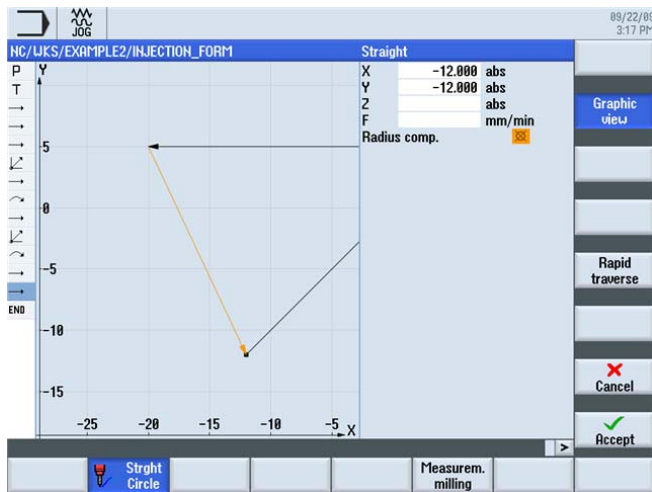 JOG
09/22/09
3:17 PM
NC/WKS/EXAMPLE2/INJECTION_FORM
Straight
P
T
END
Y
5
0
-5
-10
-15
-25 -20 -15 -10 -5 X
X -12.000 abs
Y -12.000 abs
Z abs
F mm/min
Radius comp.
Graphic
view
Rapid
traverse
Cancel
Accept
>
Strght
Circle
Measurem.
milling